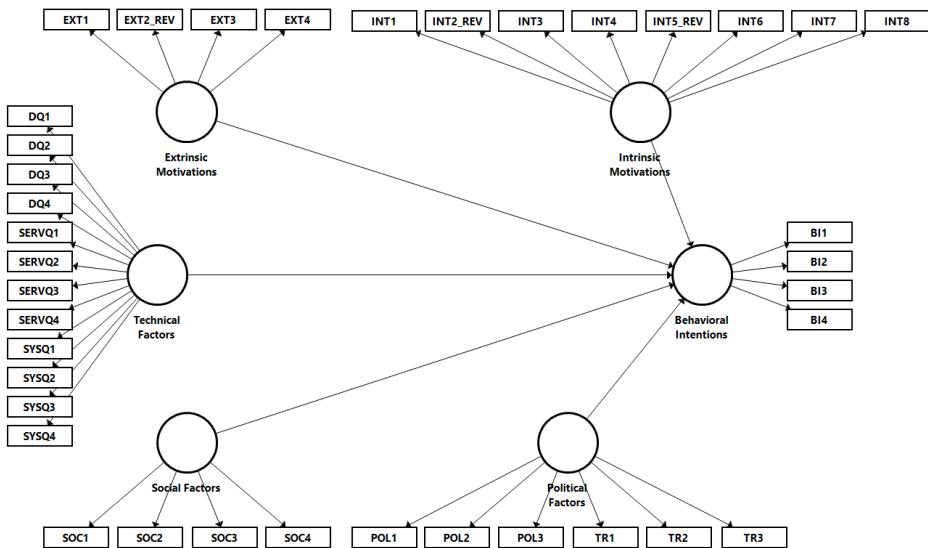 EXT1
EXT2_REV
EXT3
EXT4
INT1
INT2_REV
INT3
INT4
INT5_REV
INT6
INT7
INT8
Extrinsic
Motivations
Intrinsic
Motivations
DQ1
DQ2
DQ3
DQ4
SERVQ1
SERVQ2
SERVQ3
SERVQ4
SYSQ1
SYSQ2
SYSQ3
SYSQ4
Technical
Factors
Behavioral
Intentions
BI1
BI2
BI3
BI4
Social Factors
Political
Factors
SOC1
SOC2
SOC3
SOC4
POL1
POL2
POL3
TR1
TR2
TR3